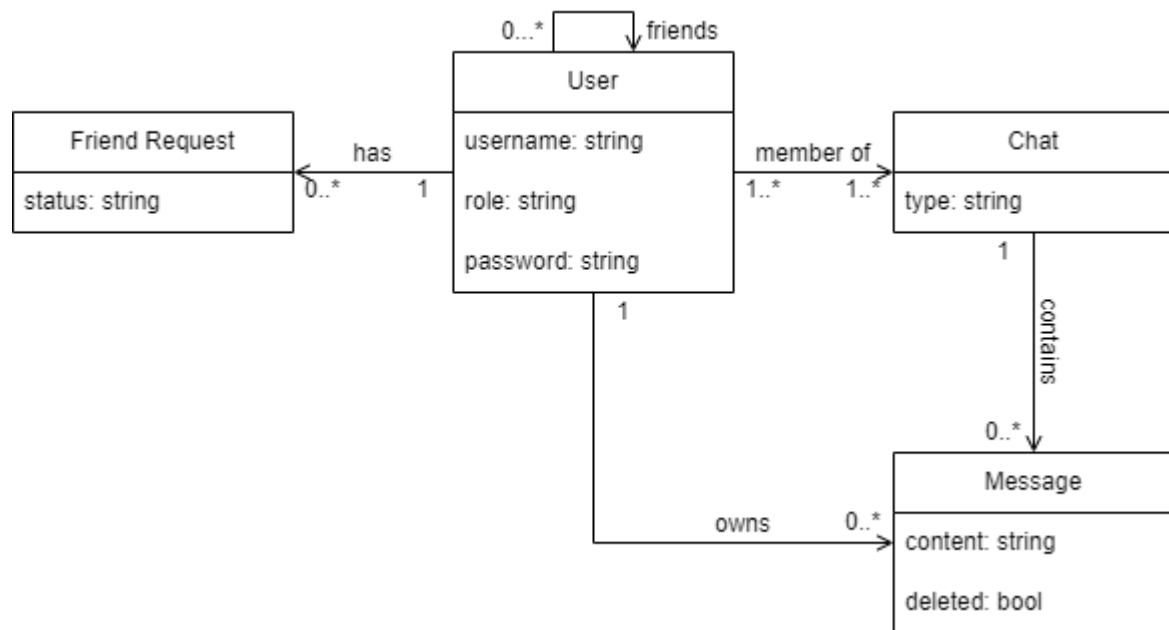 0...*
friends
User
username: string
role: string
password: string
Friend Request
status: string
has
0..*
1
member of
1..*
1..*
Chat
type: string
1
contains
0..*
1
owns
0..*
Message
content: string
deleted: bool